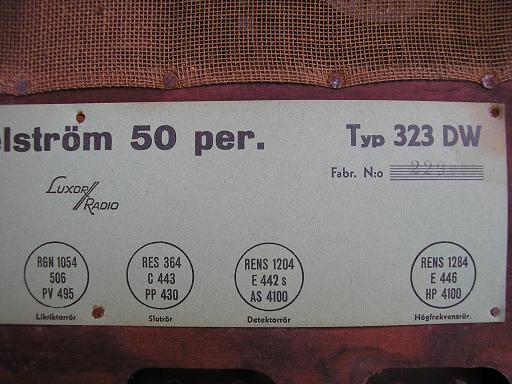 elström 50 per.
Typ 323 DW
Fabr. N:o
LUXOR RADIO
RGN 1054
506
PV 495
Likriktarrör
RES 364
C 443
PP 430
Slutrör
RENS 1204
E 442 s
AS 4100
Detektorrör
RENS 1284
E 446
HP 4100
Högfrekvensrör.